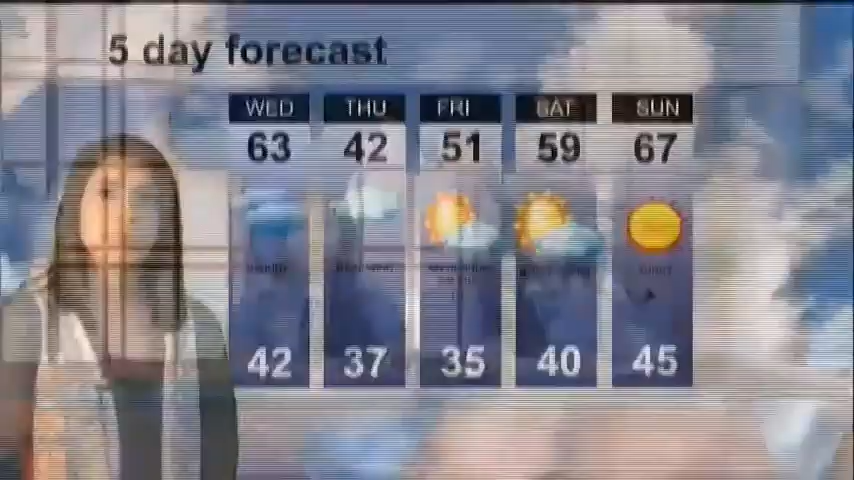 5 day forecast
WED THU FRI SAT SUN
63 42 51 59 67
42 37 35 40 45